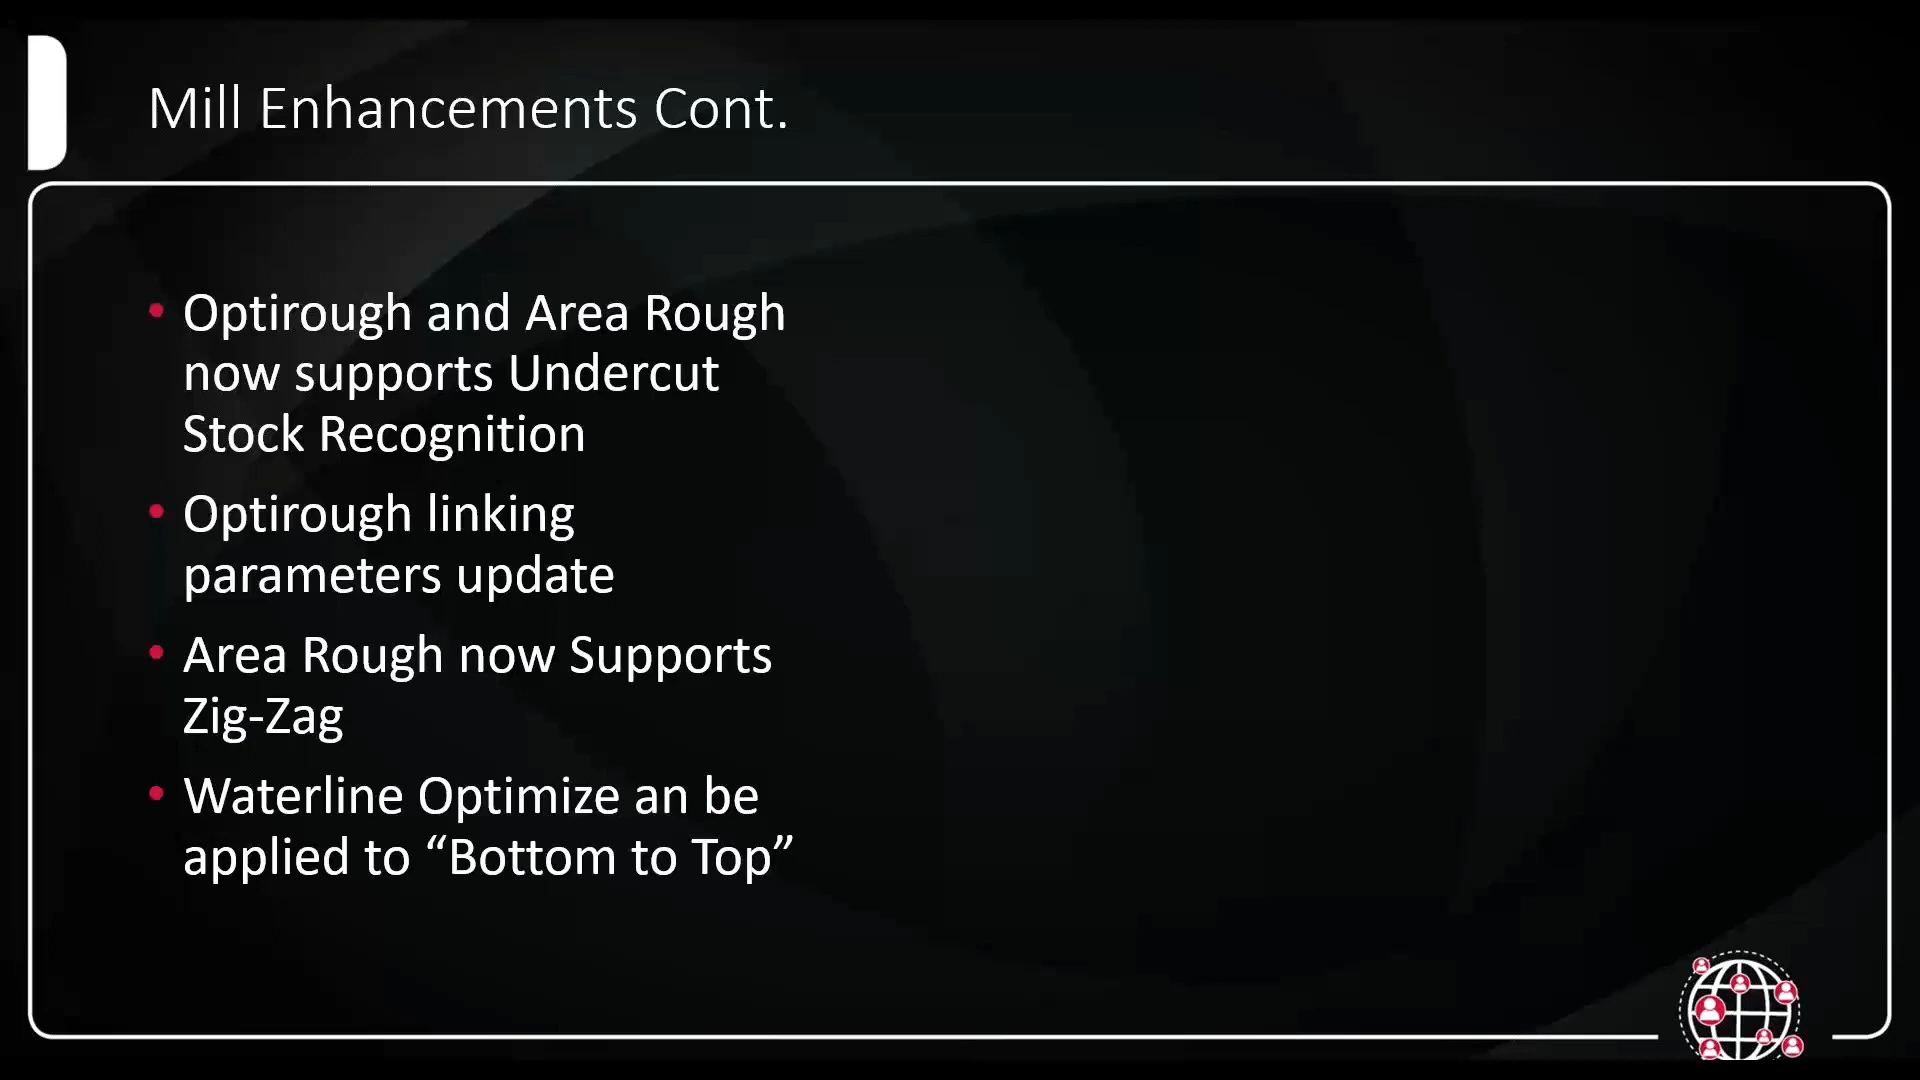 Mill Enhancements Cont.
• Optirough and Area Rough
now supports Undercut
Stock Recognition
• Optirough linking
parameters update
• Area Rough now Supports
Zig-Zag
• Waterline Optimize an be
applied to “Bottom to Top”